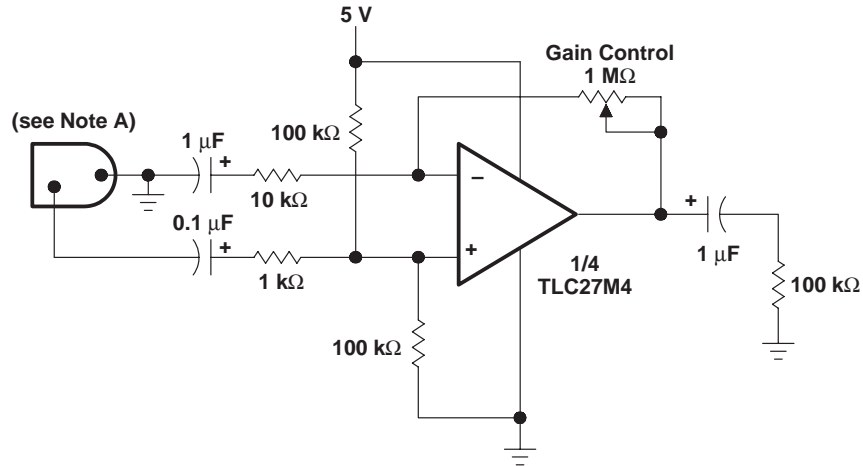 5 V
Gain Control
1 MΩ
(see Note A)
100 kΩ
1 μF
+
10 kΩ
−
0.1 μF
+
1 kΩ
+
1/4
TLC27M4
+
1 μF
100 kΩ
100 kΩ